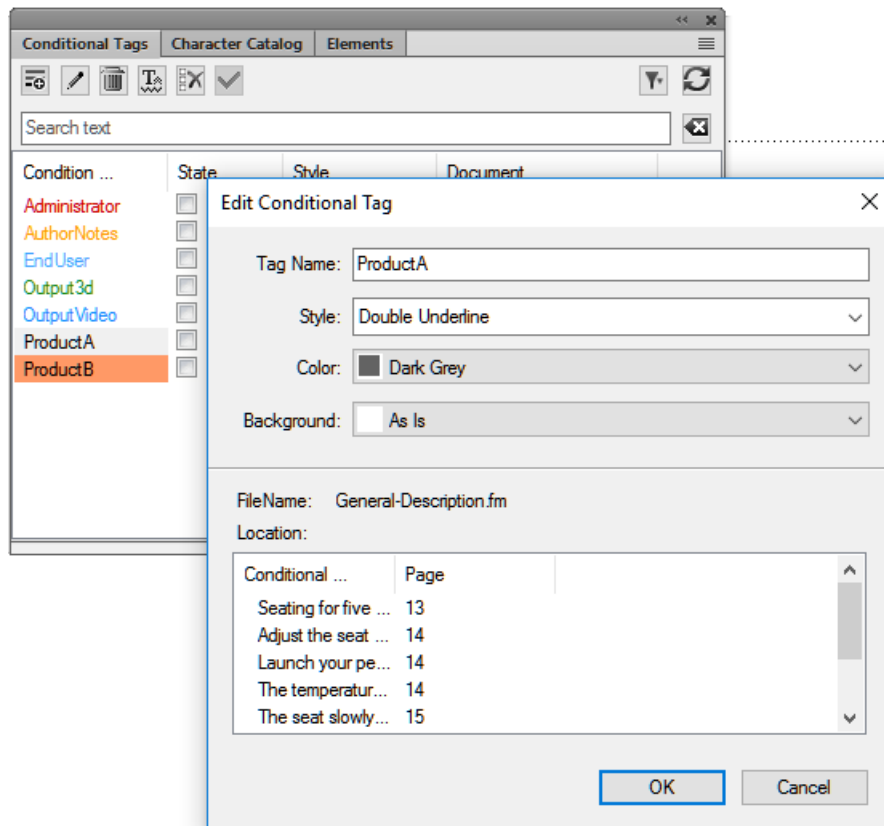 Conditional Tags Character Catalog Elements
Search text
Condition ... State Style Document
Administrator
AuthorNotes
EndUser
Output3d
OutputVideo
ProductA
ProductB
Edit Conditional Tag
Tag Name: ProductA
Style: Double Underline
Color: Dark Grey
Background: As Is
FileName: General-Description.fm
Location:
Conditional ... Page
Seating for five ... 13
Adjust the seat ... 14
Launch your pe... 14
The temperatur... 14
The seat slowly... 15
OK Cancel